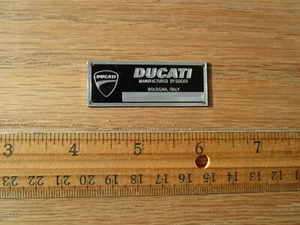 DUCATI
MANUFACTURED BY DUCATI
BOLOGNA, ITALY
3 4 5 6 7
23 22 21 20 19 18 17 16 15 14 13 12